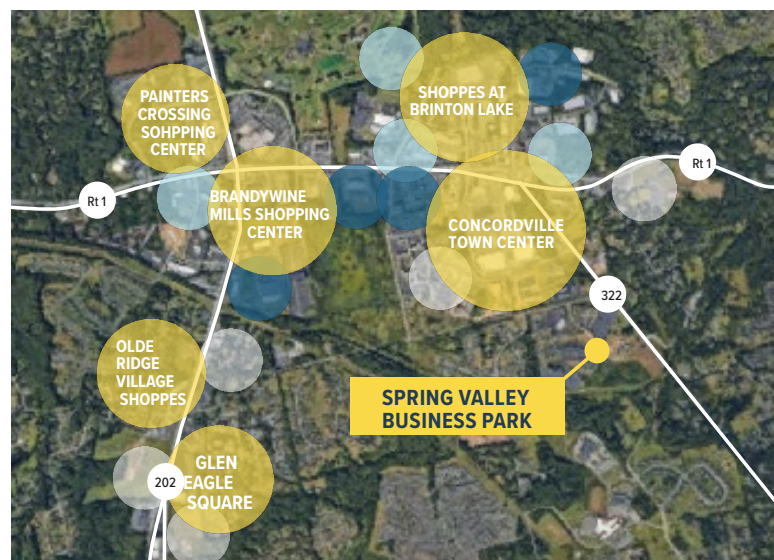 PAINTERS
CROSSING
SOHPPING
CENTER
SHOPPES AT
BRINTON LAKE
Rt 1
Rt 1
BRANDYWINE
MILLS SHOPPING
CENTER
CONCORDVILLE
TOWN CENTER
322
OLDE
RIDGE
VILLAGE
SHOPPES
SPRING VALLEY
BUSINESS PARK
202
GLEN
EAGLE
SQUARE